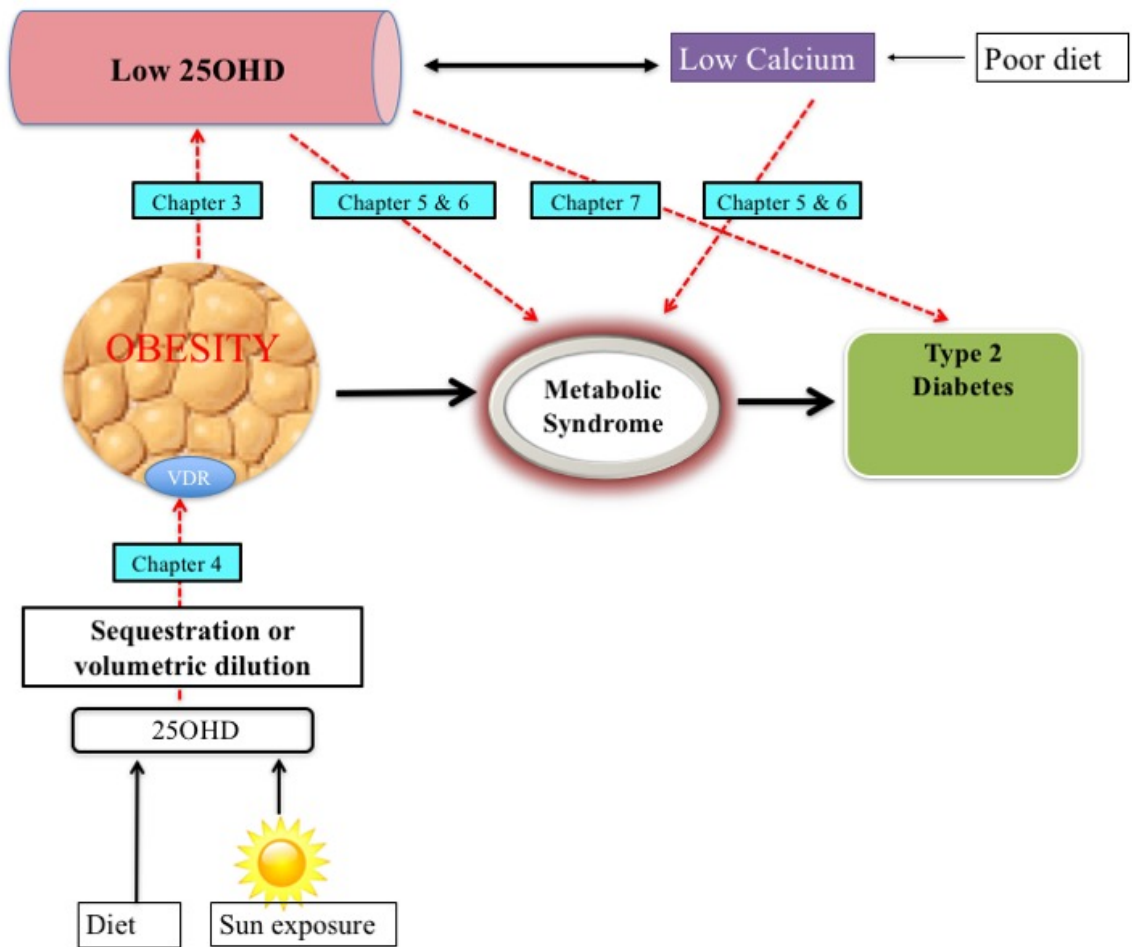 Low 25OHD
Low Calcium
Poor diet
Chapter 3
Chapter 5 & 6
Chapter 7
Chapter 5 & 6
OBESITY
VDR
Metabolic
Syndrome
Type 2
Diabetes
Chapter 4
Sequestration or
volumetric dilution
25OHD
Diet
Sun exposure